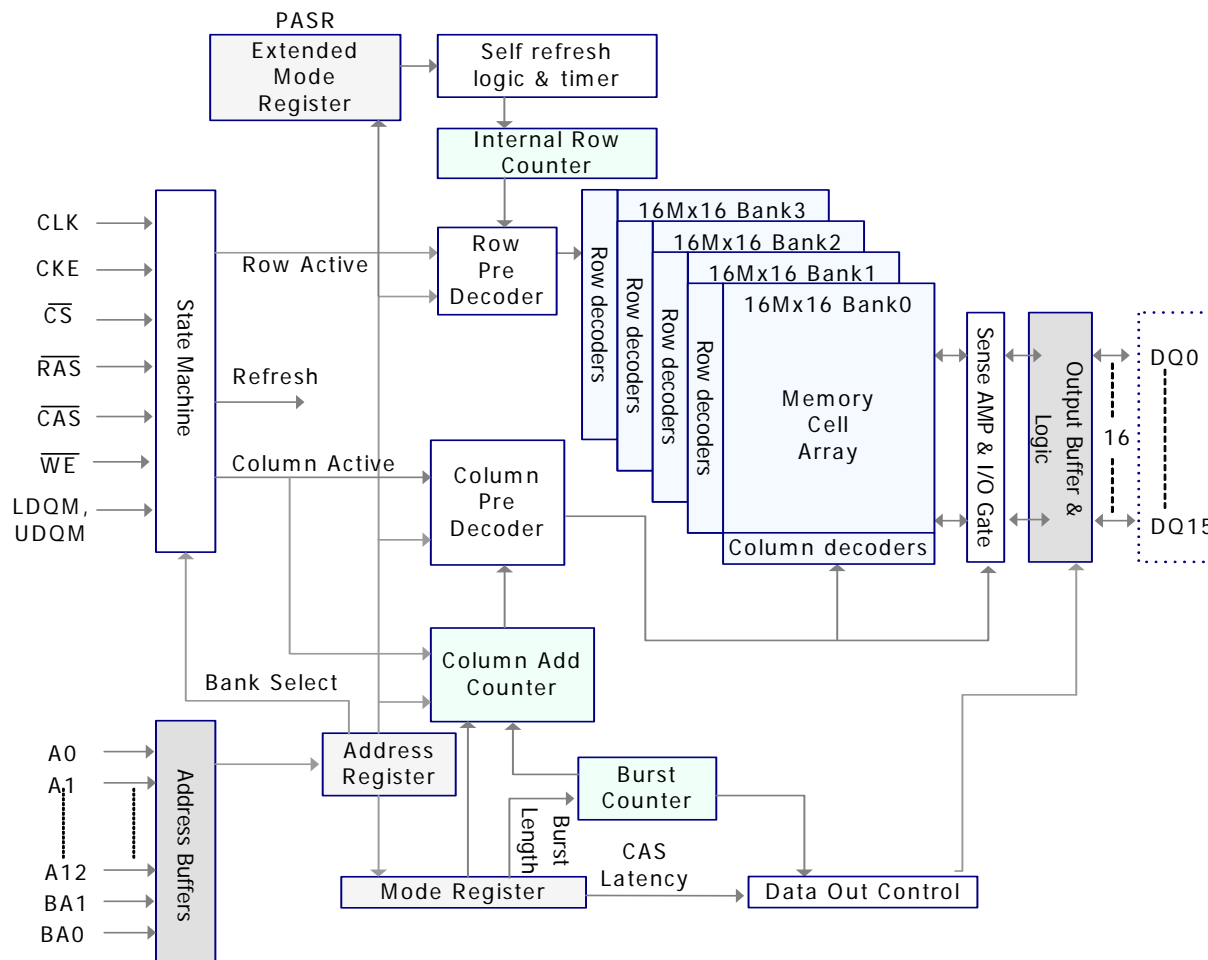 PASR
Extended
Mode
Register
Self refresh
logic & timer
Internal Row
Counter
CLK
CKE
CS
RAS
CAS
WE
LDQM,
UDQM
State Machine
Row Active
Refresh
Column Active
Row
Pre
Decoder
Column
Pre
Decoder
Row decoders
Row decoders
Row decoders
Row decoders
16Mx16 Bank3
16Mx16 Bank2
16Mx16 Bank1
16Mx16 Bank0
Memory
Cell
Array
Column decoders
Sense AMP & I/O Gate
Output Buffer &
Logic
16
DQ0
DQ15
Bank Select
Column Add
Counter
A0
A1
A12
BA1
BA0
Address Buffers
Address
Register
Burst
Counter
Burst
Length
CAS
Latency
Mode Register
Data Out Control